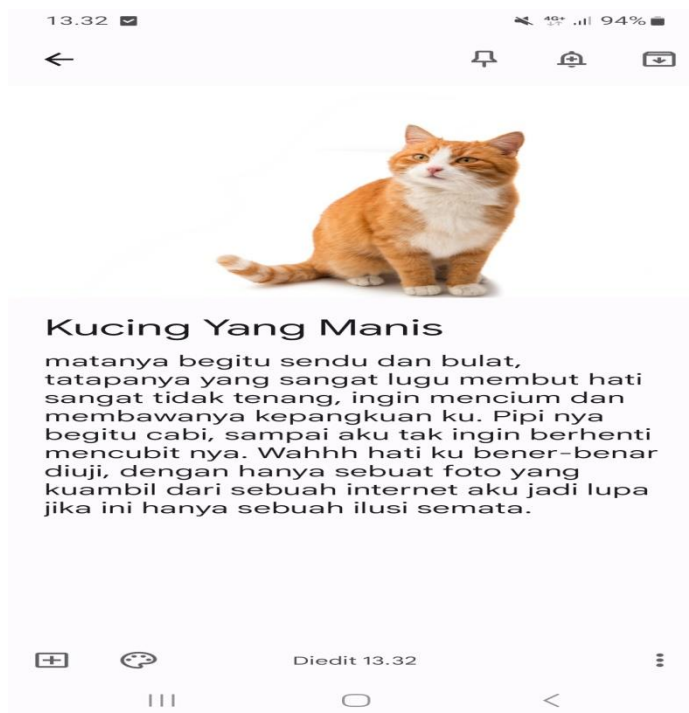 13.32
4G+ 94%
Kucing Yang Manis
matanya begitu sendu dan bulat,
tatapanya yang sangat lugu membut hati
sangat tidak tenang, ingin mencium dan
membawanya kepangkuan ku. Pipi nya
begitu cabi, sampai aku tak ingin berhenti
mencubit nya. Wahhh hati ku bener-benar
diuji, dengan hanya sebuat foto yang
kuambil dari sebuah internet aku jadi lupa
jika ini hanya sebuah ilusi semata.
Diedit 13.32